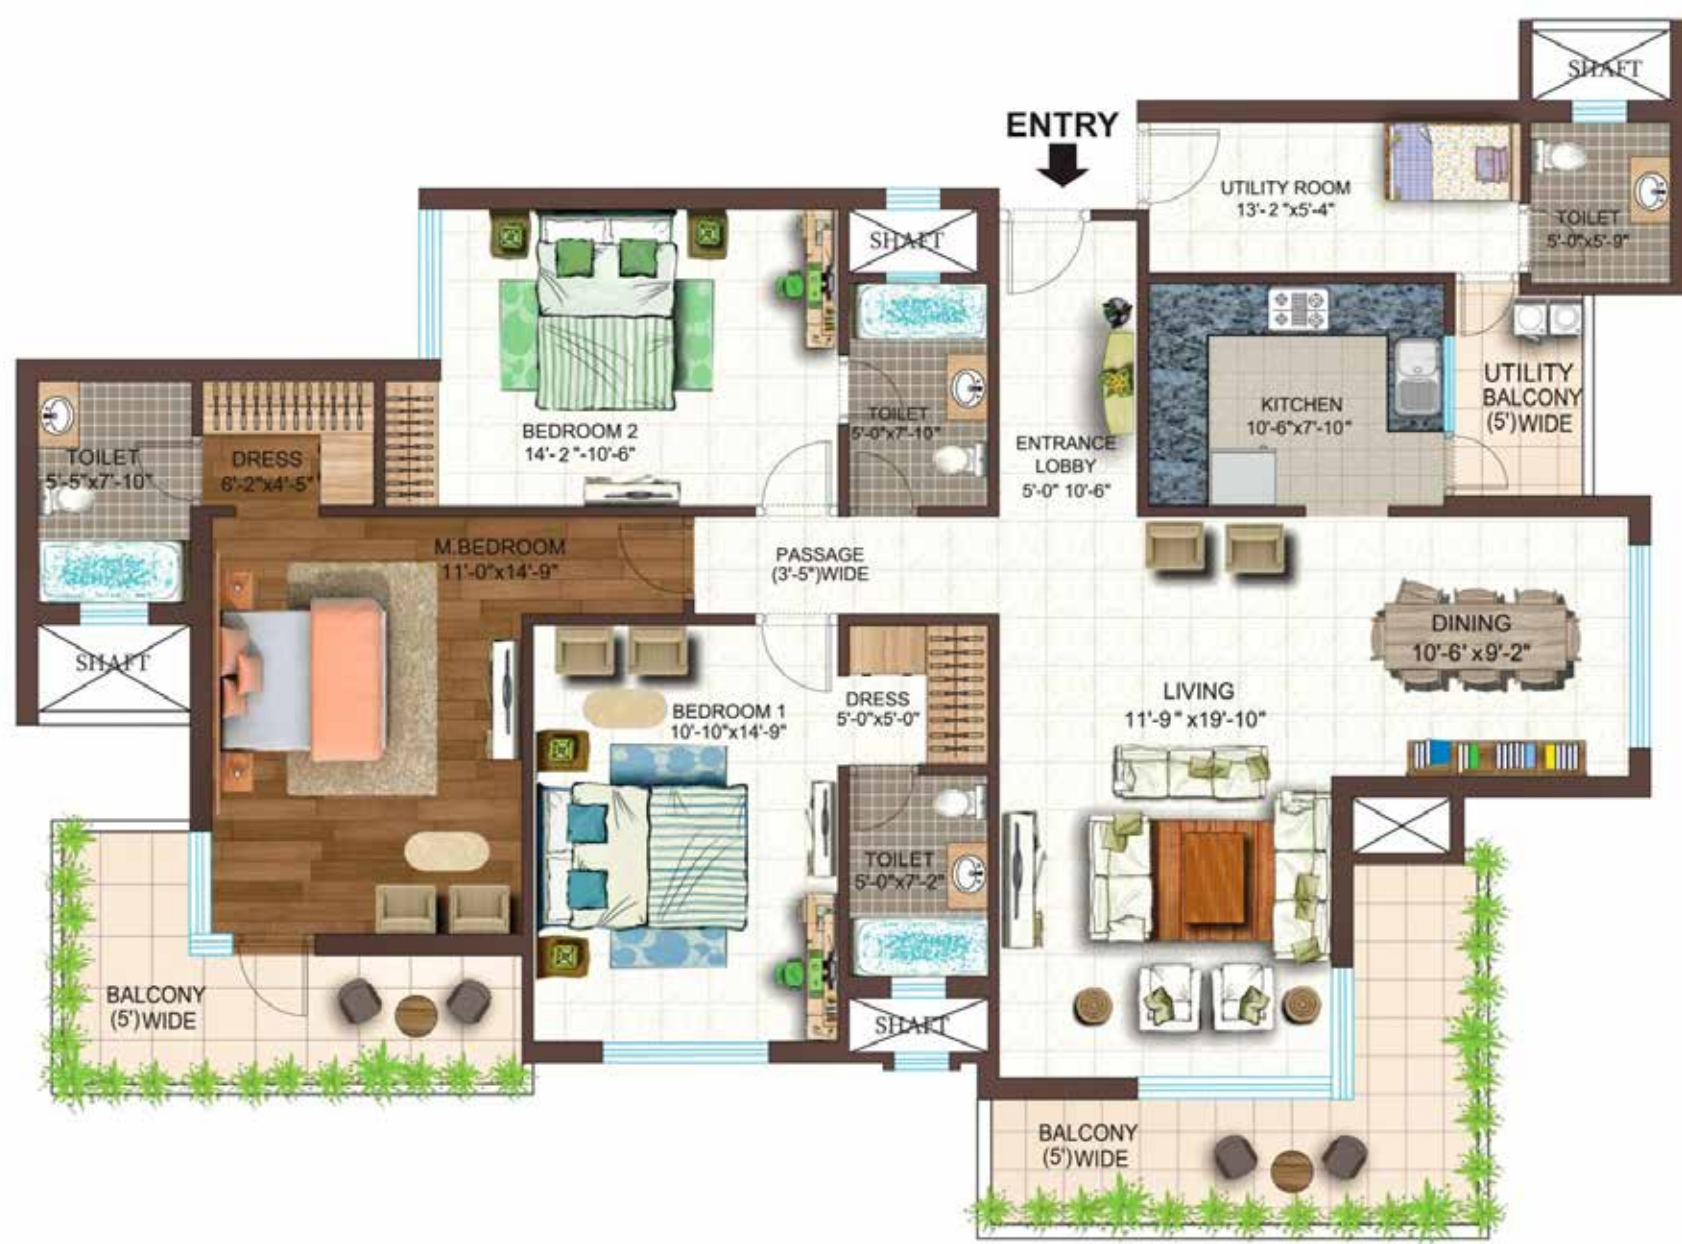 SHAFT
ENTRY
UTILITY ROOM
13'- 2 "x5'-4"
TOILET
5'-0"x5'-9"
SHAFT
UTILITY
BALCONY
(5')WIDE
KITCHEN
10'-6"x7'-10"
BEDROOM 2
14'- 2 "-10'-6"
TOILET
5'-0"x7'-10"
ENTRANCE
LOBBY
5'-0" 10'-6"
TOILET
5'-5"x7'-10"
DRESS
6'-2"x4'-5"
M.BEDROOM
11'-0"x14'-9"
PASSAGE
(3'-5")WIDE
SHAFT
DINING
10'-6' x9'-2"
LIVING
11'-9" x19'-10"
BEDROOM 1
10'-10"x14'-9"
DRESS
5'-0"x5'-0"
TOILET
5'-0"x7'-2"
BALCONY
(5')WIDE
SHAFT
BALCONY
(5')WIDE